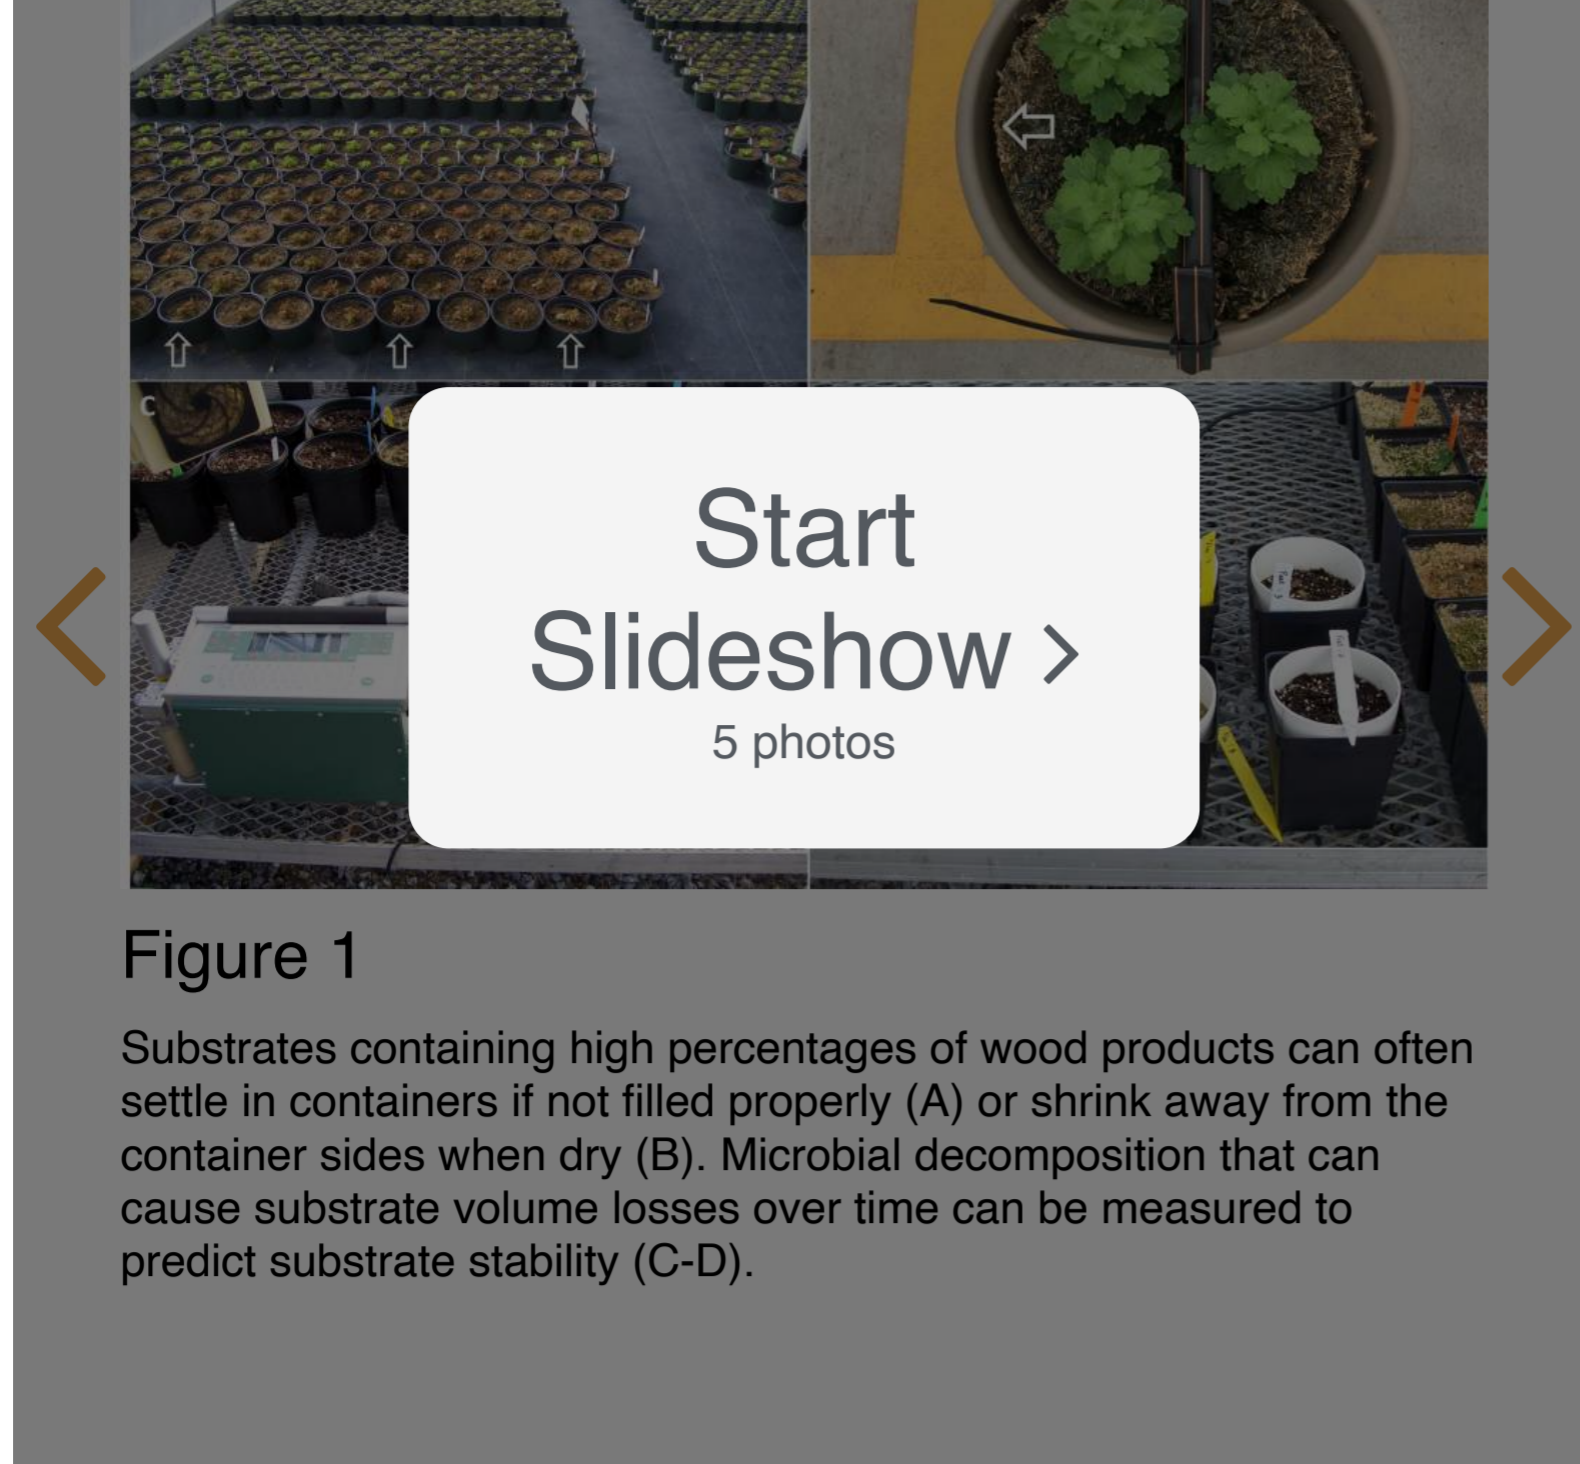 C
Start
Slideshow >
5 photos
Figure 1
Substrates containing high percentages of wood products can often
settle in containers if not filled properly (A) or shrink away from the
container sides when dry (B). Microbial decomposition that can
cause substrate volume losses over time can be measured to
predict substrate stability (C-D).